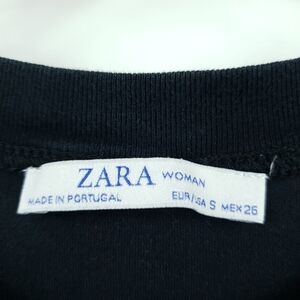 ZARA WOMAN
MADE IN PORTUGAL EUR/USA S MEX 26